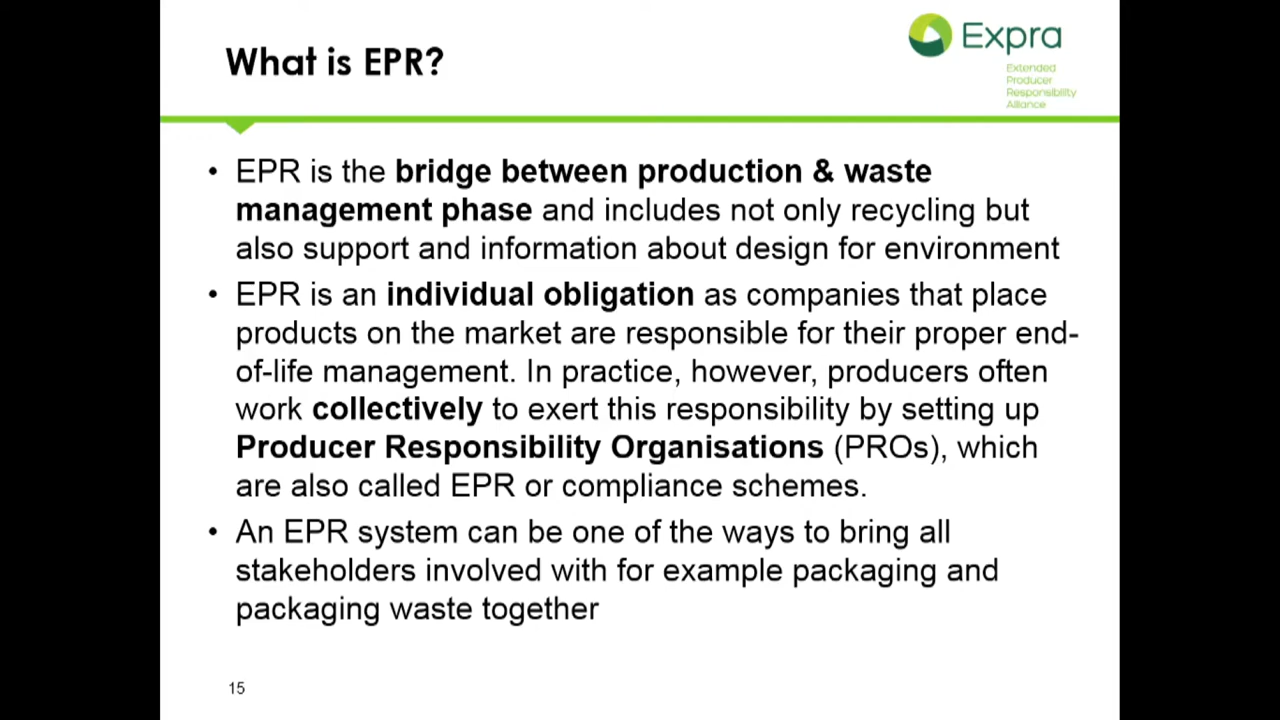 What is EPR?
Expra
Extended
Producer
Responsibility
Alliance
• EPR is the bridge between production & waste
management phase and includes not only recycling but
also support and information about design for environment
• EPR is an individual obligation as companies that place
products on the market are responsible for their proper end-
of-life management. In practice, however, producers often
work collectively to exert this responsibility by setting up
Producer Responsibility Organisations (PROs), which
are also called EPR or compliance schemes.
• An EPR system can be one of the ways to bring all
stakeholders involved with for example packaging and
packaging waste together
15